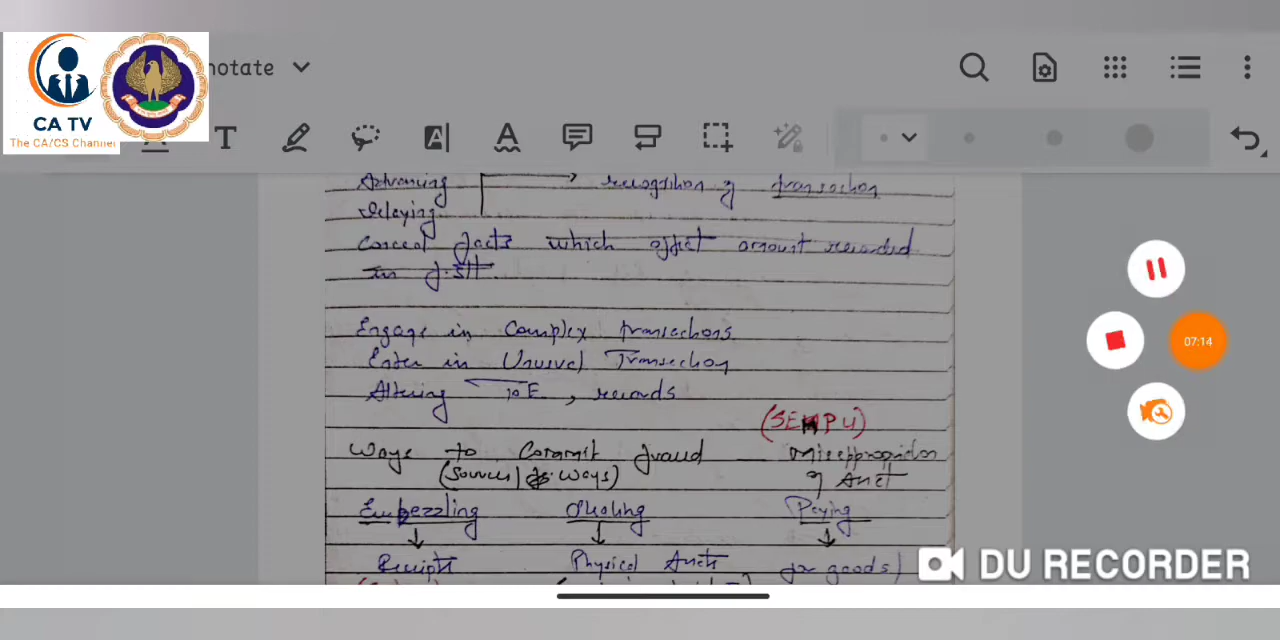 notate
CA TV
The CA/CS Channel
T
A
A
Advancing
recognition of transaction
Delaying
Conceal facts which affect amount recorded
in f.stt.
Engage in Complex transactions
Enter in Unusual Transaction
Altering ToE, records
(SEMPU)
Ways to Commit fraud — misappropriation
(Sources/ ways) of Asset
Embezzling Stealing Paying
Receipts Physical Assets for goods/
07:14
DU RECORDER